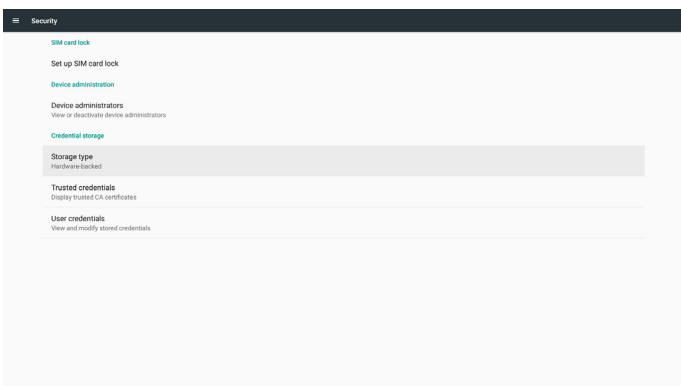 Security
SIM card lock
Set up SIM card lock
Device administration
Device administrators
View or deactivate device administrators
Credential storage
Storage type
Hardware-backed
Trusted credentials
Display trusted CA certificates
User credentials
View and modify stored credentials